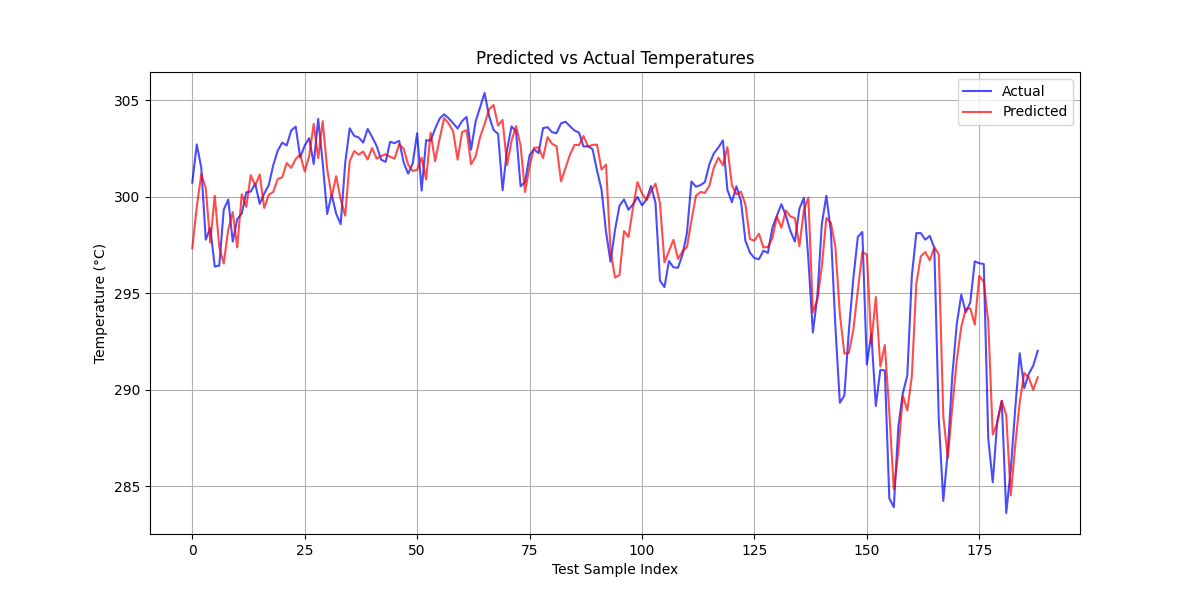 Predicted vs Actual Temperatures
Actual
Predicted
305
300
295
290
285
Temperature (°C)
0 25 50 75 100 125 150 175
Test Sample Index